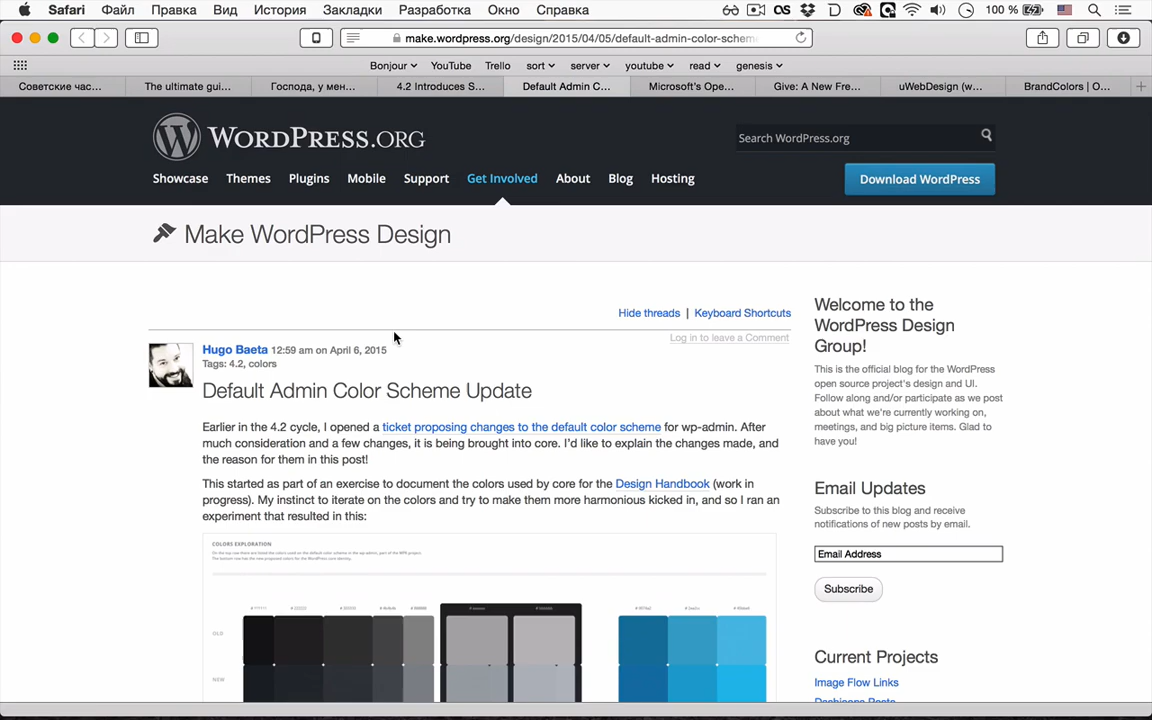 Safari Файл Правка Вид История Закладки Разработка Окно Справка 100 %
make.wordpress.org/design/2015/04/05/default-admin-color-schem
Bonjour YouTube Trello sort server youtube read genesis
Советские час... The ultimate gui... Господа, у мен... 4.2 Introduces S... Default Admin C... Microsoft's Ope... Give: A New Fre... uWebDesign (w... BrandColors | O...
WORDPRESS.ORG
Search WordPress.org
Showcase Themes Plugins Mobile Support Get Involved About Blog Hosting
Download WordPress
Make WordPress Design
Hide threads | Keyboard Shortcuts
Log in to leave a Comment
Hugo Baeta 12:59 am on April 6, 2015
Tags: 4.2, colors
Default Admin Color Scheme Update
Earlier in the 4.2 cycle, I opened a ticket proposing changes to the default color scheme for wp-admin. After
much consideration and a few changes, it is being brought into core. I'd like to explain the changes made, and
the reason for them in this post!
This started as part of an exercise to document the colors used by core for the Design Handbook (work in
progress). My instinct to iterate on the colors and try to make them more harmonious kicked in, and so I ran an
experiment that resulted in this:
COLORS EXPLORATION
OLD
NEW
Welcome to the
WordPress Design
Group!
This is the official blog for the WordPress
open source project's design and UI.
Follow along and/or participate as we post
about what we're currently working on,
meetings, and big picture items. Glad to
have you!
Email Updates
Subscribe to this blog and receive
notifications of new posts by email.
Email Address
Subscribe
Current Projects
Image Flow Links